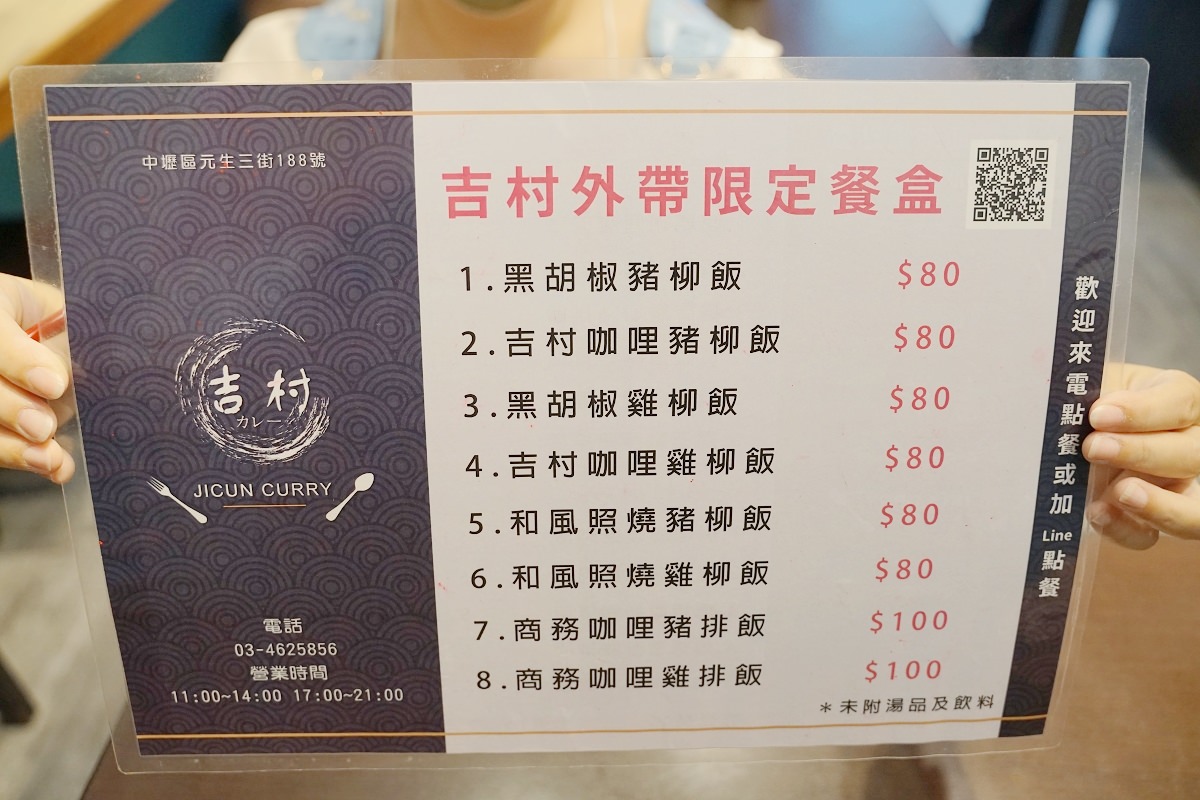 中壢區元生三街188號
吉村
カレー
JICUN CURRY
電話
03-4625856
營業時間
11:00~14:00 17:00~21:00
吉村外帶限定餐盒
1.黑胡椒豬柳飯 $80
2.吉村咖哩豬柳飯 $80
3.黑胡椒雞柳飯 $80
4.吉村咖哩雞柳飯 $80
5.和風照燒豬柳飯 $80
6.和風照燒雞柳飯 $80
7.商務咖哩豬排飯 $100
8.商務咖哩雞排飯 $100
*未附湯品及飲料
歡迎來電點餐或加Line點餐